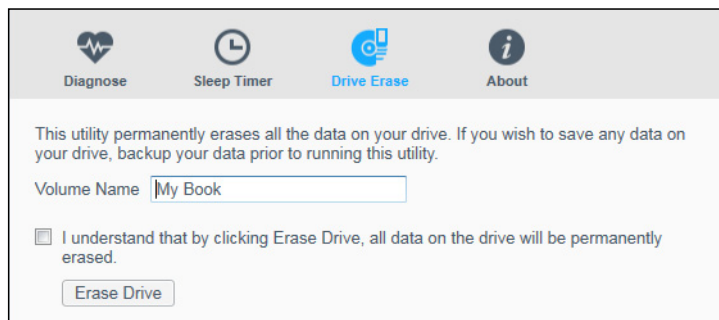 Diagnose
Sleep Timer
Drive Erase
About
This utility permanently erases all the data on your drive. If you wish to save any data on
your drive, backup your data prior to running this utility.
Volume Name My Book
I understand that by clicking Erase Drive, all data on the drive will be permanently
erased.
Erase Drive